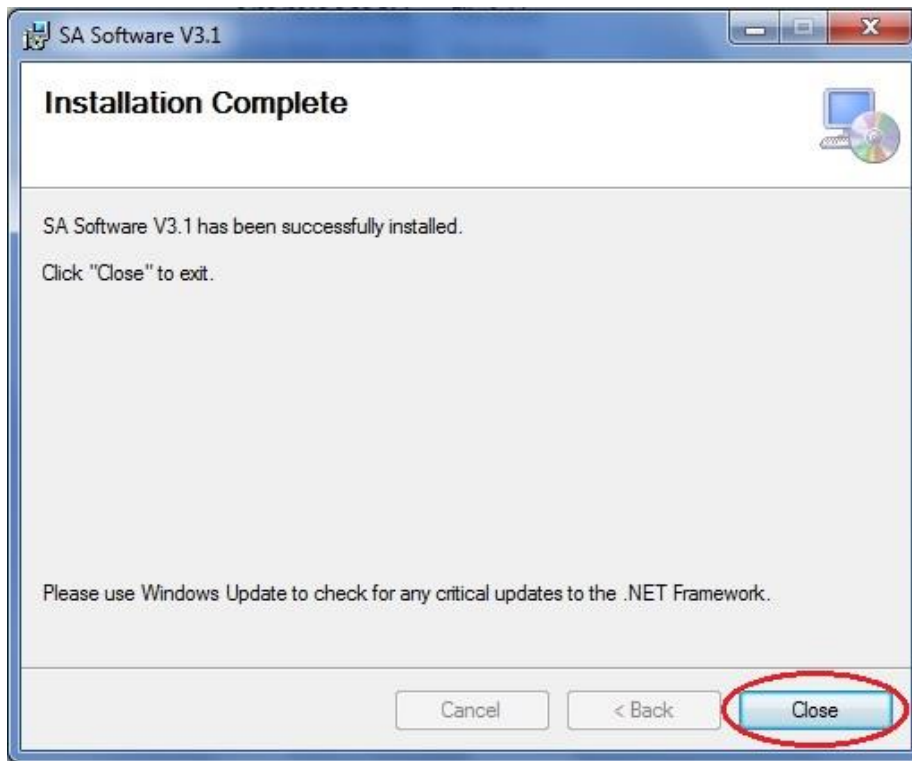 SA Software V3.1
Installation Complete
SA Software V3.1 has been successfully installed.
Click "Close" to exit.
Please use Windows Update to check for any critical updates to the .NET Framework.
Cancel
< Back
Close